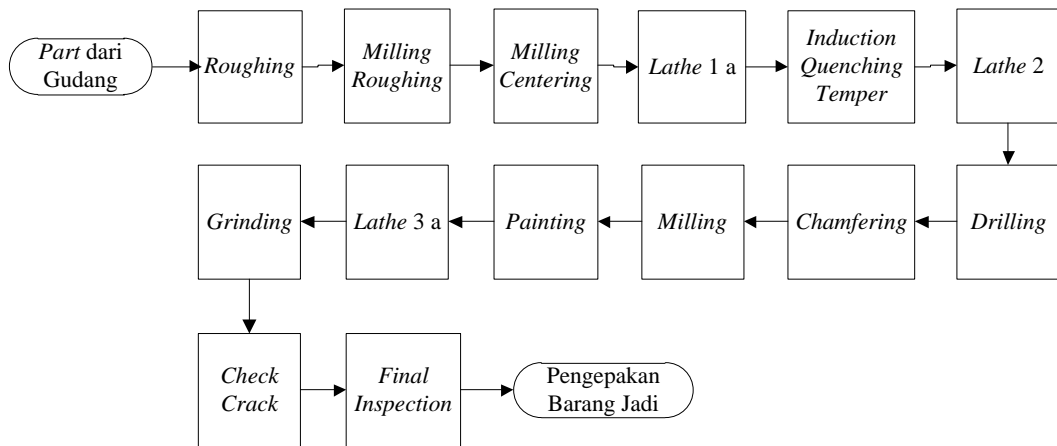 Part dari
Gudang
Roughing
Milling
Roughing
Milling
Centering
Lathe 1 a
Induction
Quenching
Temper
Lathe 2
Drilling
Chamfering
Milling
Painting
Lathe 3 a
Grinding
Check
Crack
Final
Inspection
Pengepakan
Barang Jadi